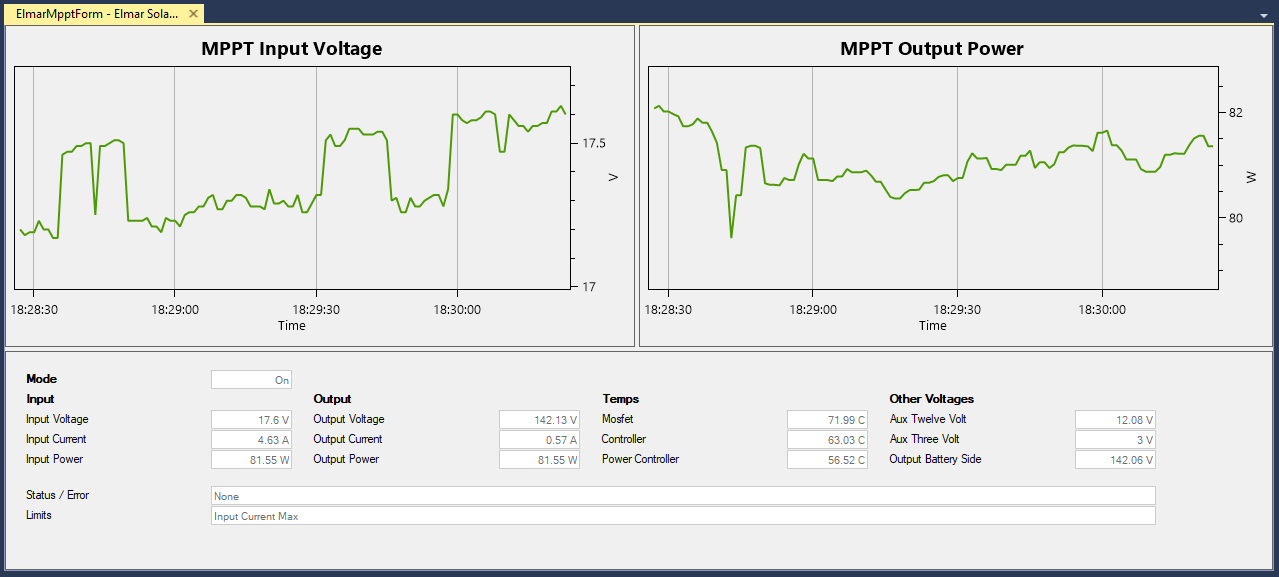 ElmarMpptForm - Elmar Sola...
MPPT Input Voltage
17.5
17
V
18:28:30 18:29:00 18:29:30 18:30:00
Time
MPPT Output Power
82
80
W
18:28:30 18:29:00 18:29:30 18:30:00
Time
Mode On
Input Output Temps Other Voltages
Input Voltage 17.6 V Output Voltage 142.13 V Mosfet 71.99 C Aux Twelve Volt 12.08 V
Input Current 4.63 A Output Current 0.57 A Controller 63.03 C Aux Three Volt 3 V
Input Power 81.55 W Output Power 81.55 W Power Controller 56.52 C Output Battery Side 142.06 V
Status / Error None
Limits Input Current Max